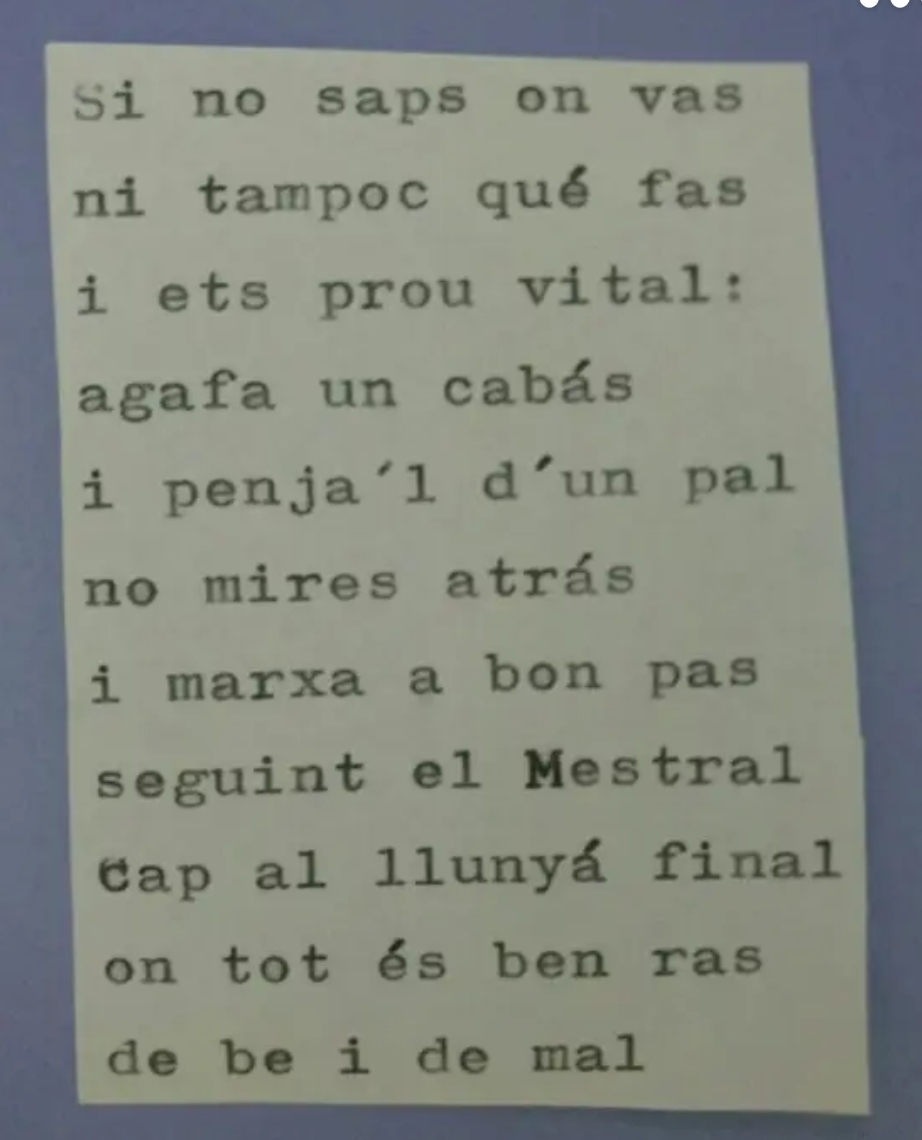 Si no saps on vas
ni tampoc qué fas
i ets prou vital:
agafa un cabás
i penja´l d´un pal
no mires atrás
i marxa a bon pas
seguint el Mestral
Cap al llunyá final
on tot és ben ras
de be i de mal